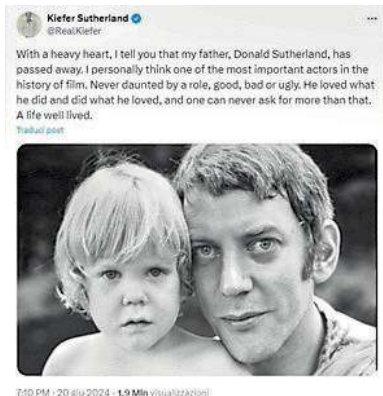 Kiefer Sutherland
@RealKiefer
With a heavy heart, I tell you that my father, Donald Sutherland, has
passed away. I personally think one of the most important actors in the
history of film. Never daunted by a role, good, bad or ugly. He loved what
he did and did what he loved, and one can never ask for more than that.
A life well lived.
Traduci post
7:10 PM · 20 giu 2024 · 1,9 Mln visualizzazioni